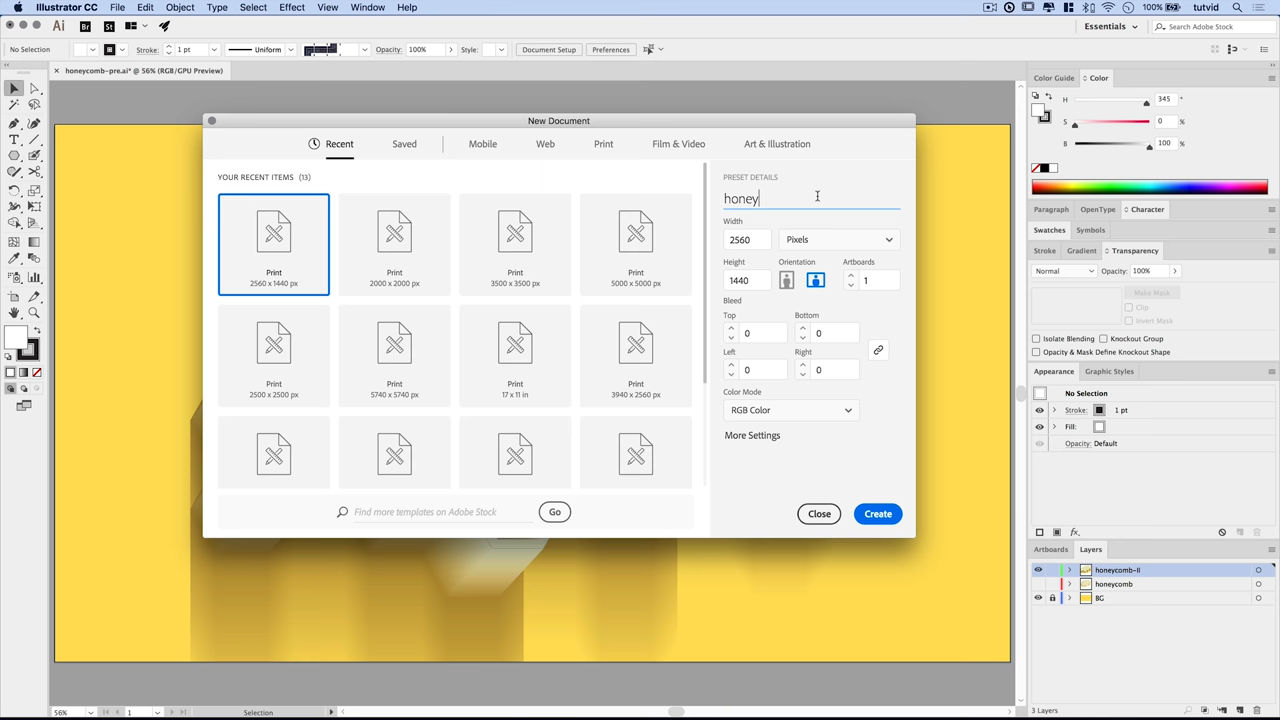 Illustrator CC File Edit Object Type Select Effect View Window Help 100% tutvid
Ai Br St Essentials Search Adobe Stock
No Selection Stroke: 1 pt Uniform Opacity: 100% Style: Document Setup Preferences
× honeycomb-pre.ai* @ 56% (RGB/GPU Preview)
New Document
Recent Saved Mobile Web Print Film & Video Art & Illustration
YOUR RECENT ITEMS (13)
Print
2560 x 1440 px
Print
2000 x 2000 px
Print
3500 x 3500 px
Print
5000 x 5000 px
Print
2500 x 2500 px
Print
5740 x 5740 px
Print
17 x 11 in
Print
3940 x 2560 px
Find more templates on Adobe Stock Go
PRESET DETAILS
honey
Width
2560 Pixels
Height Orientation Artboards
1440 1
Bleed
Top Bottom
0 0
Left Right
0 0
Color Mode
RGB Color
More Settings
Close Create
Color Guide Color
H 345 °
S 0 %
B 100 %
Paragraph OpenType Character
Swatches Symbols
Stroke Gradient Transparency
Normal Opacity: 100%
Make Mask
Clip
Invert Mask
Isolate Blending Knockout Group
Opacity & Mask Define Knockout Shape
Appearance Graphic Styles
No Selection
Stroke: 1 pt
Fill:
Opacity: Default
fx
Artboards Layers
honeycomb-II
honeycomb
BG
3 Layers
56% 1 Selection